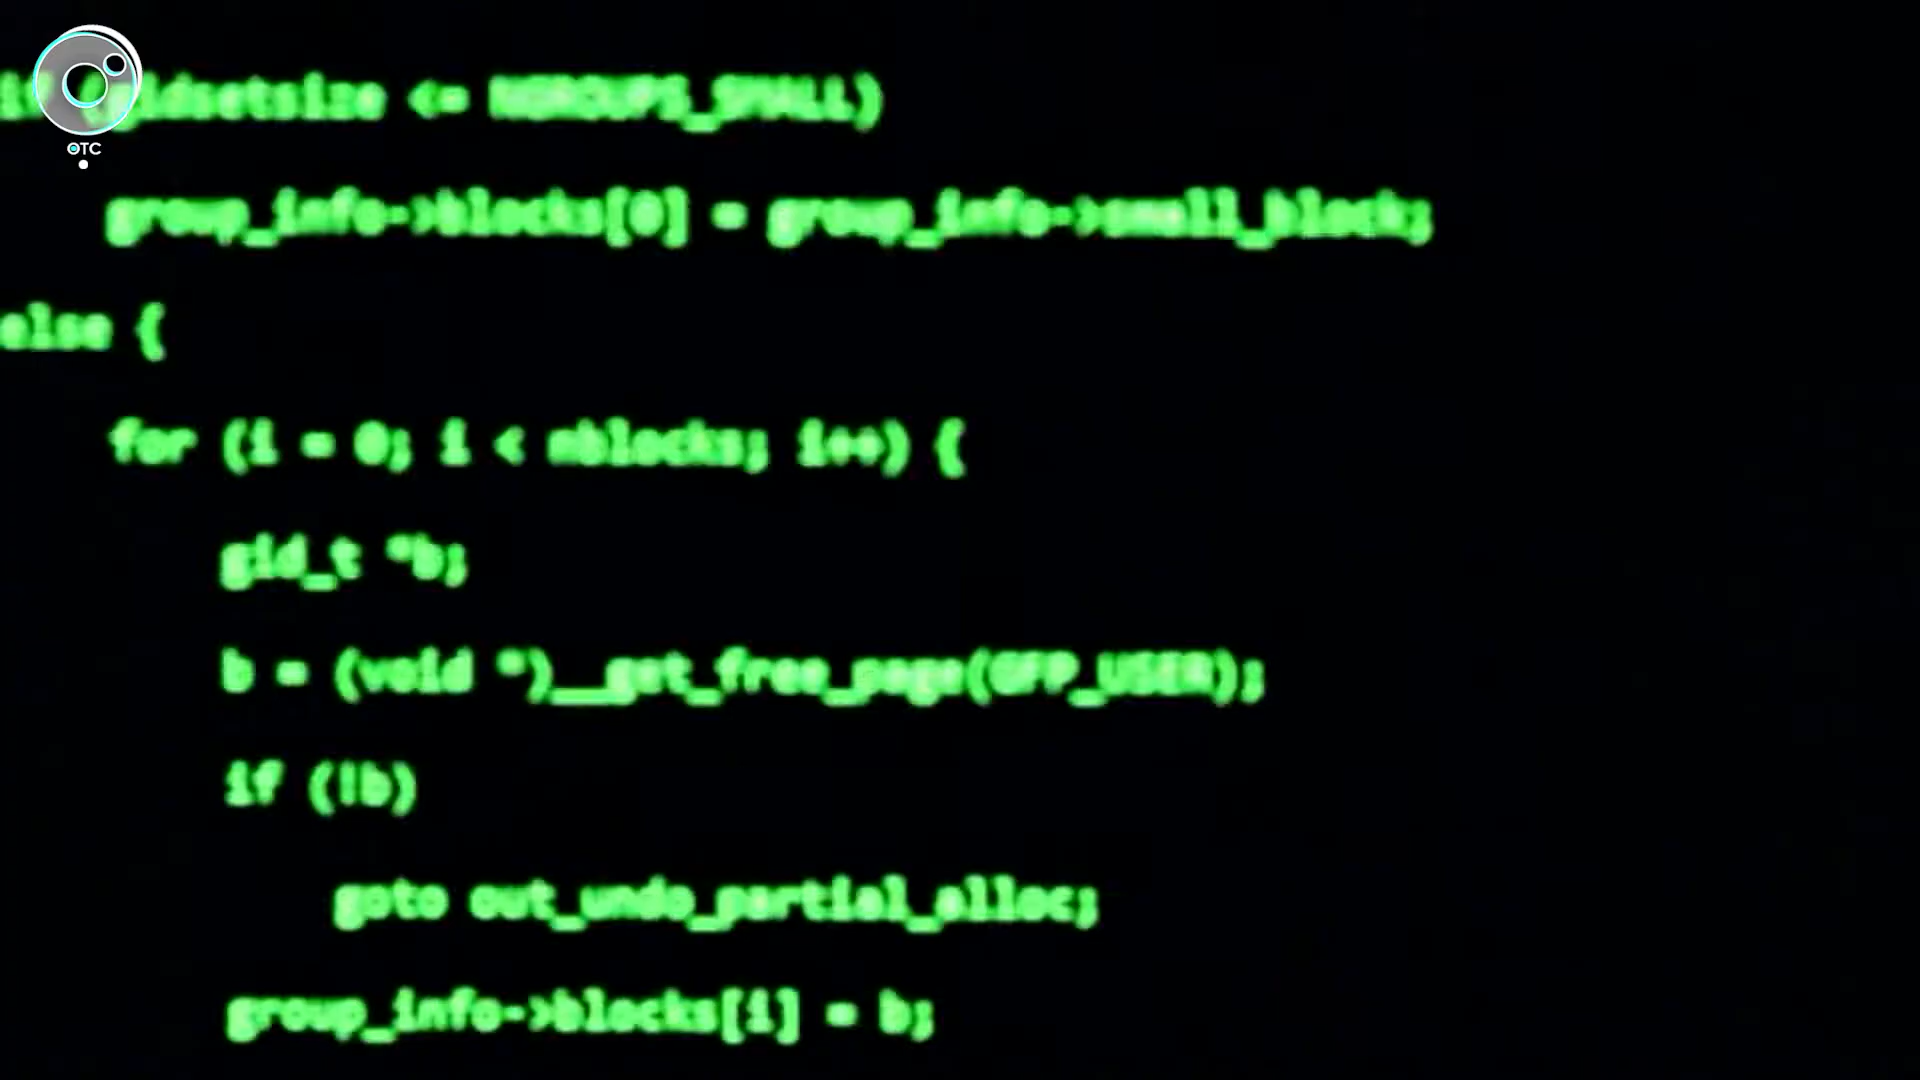 if (gidsetsize <= NGROUPS_SMALL)
group_info->blocks[0] = group_info->small_block;
else {
for (i = 0; i < nblocks; i++) {
gid_t *b;
b = (void *)__get_free_page(GFP_USER);
if (!b)
goto out_undo_partial_alloc;
group_info->blocks[i] = b;
ОТС